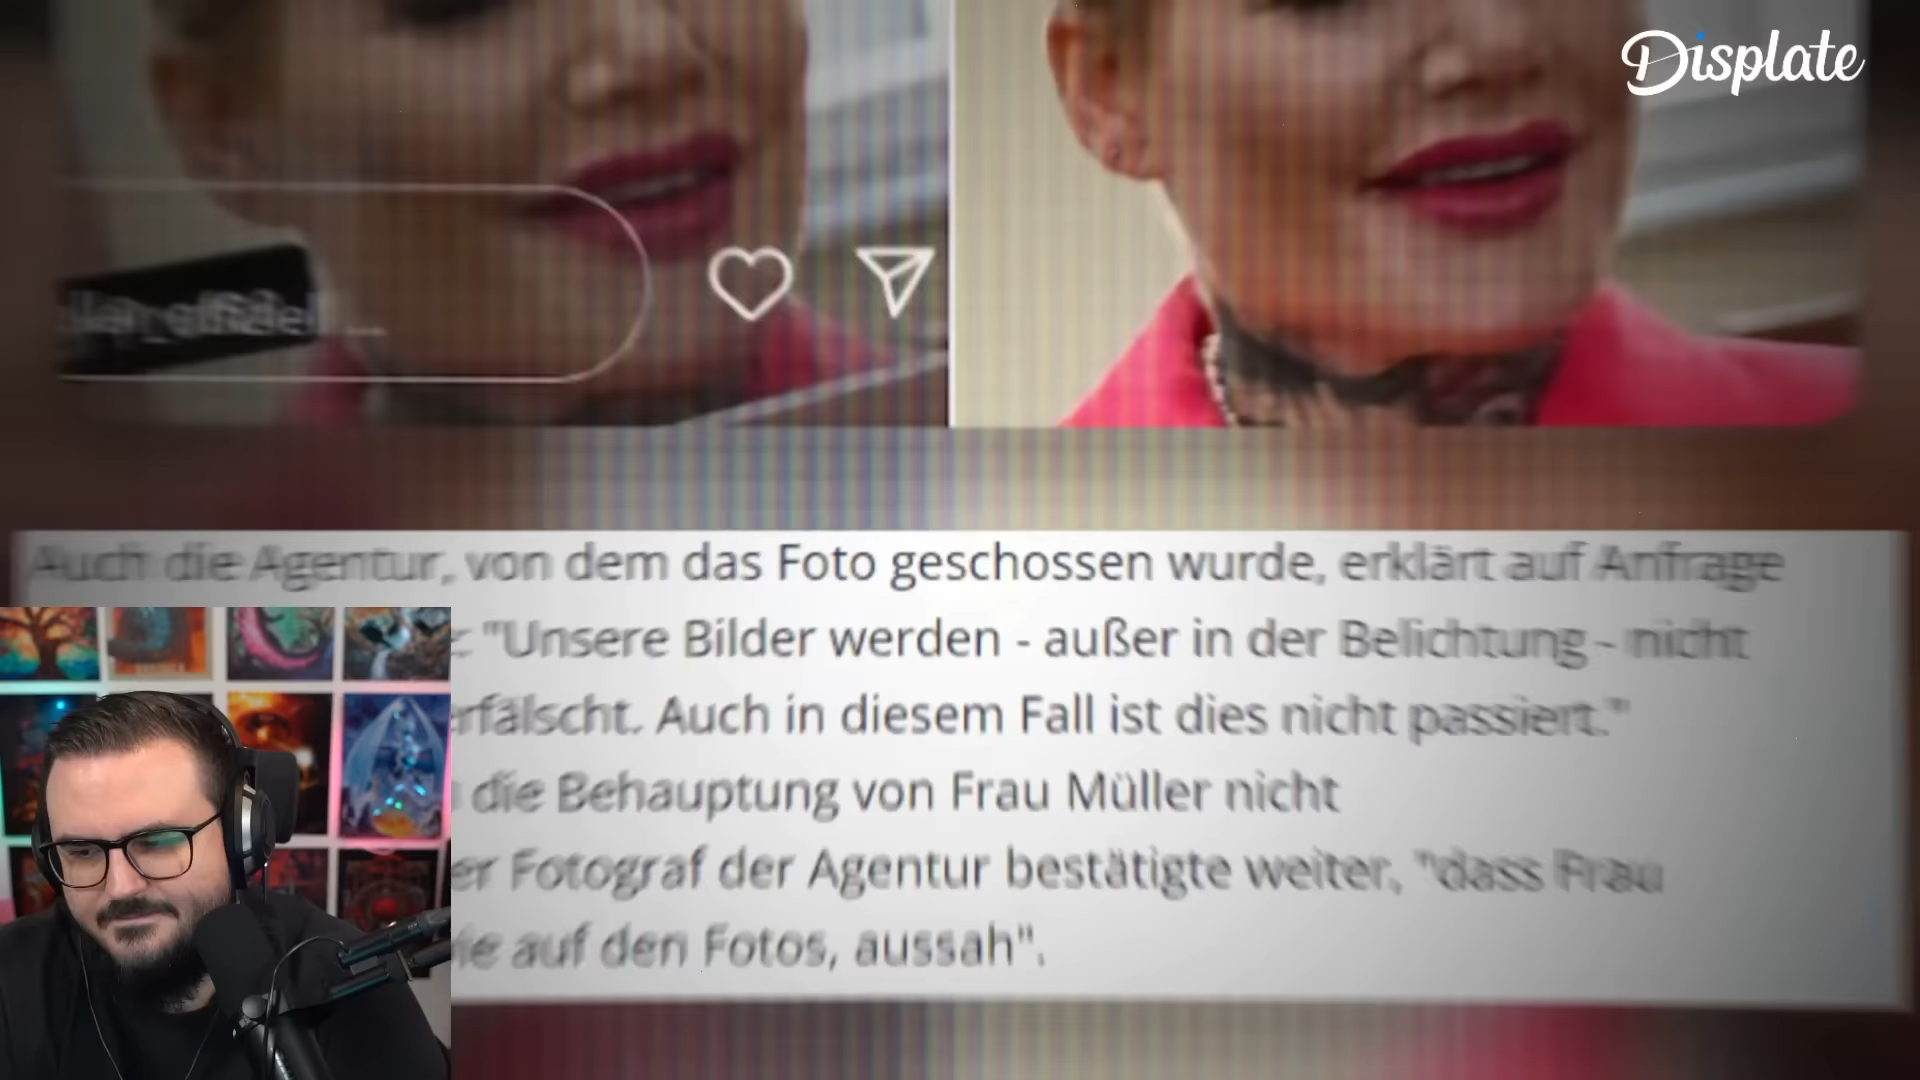 Displate
Auch die Agentur, von dem das Foto geschossen wurde, erklärt auf Anfrage
"Unsere Bilder werden - außer in der Belichtung - nicht
rfälscht. Auch in diesem Fall ist dies nicht passiert."
die Behauptung von Frau Müller nicht
er Fotograf der Agentur bestätigte weiter, "dass Frau
ie auf den Fotos, aussah".